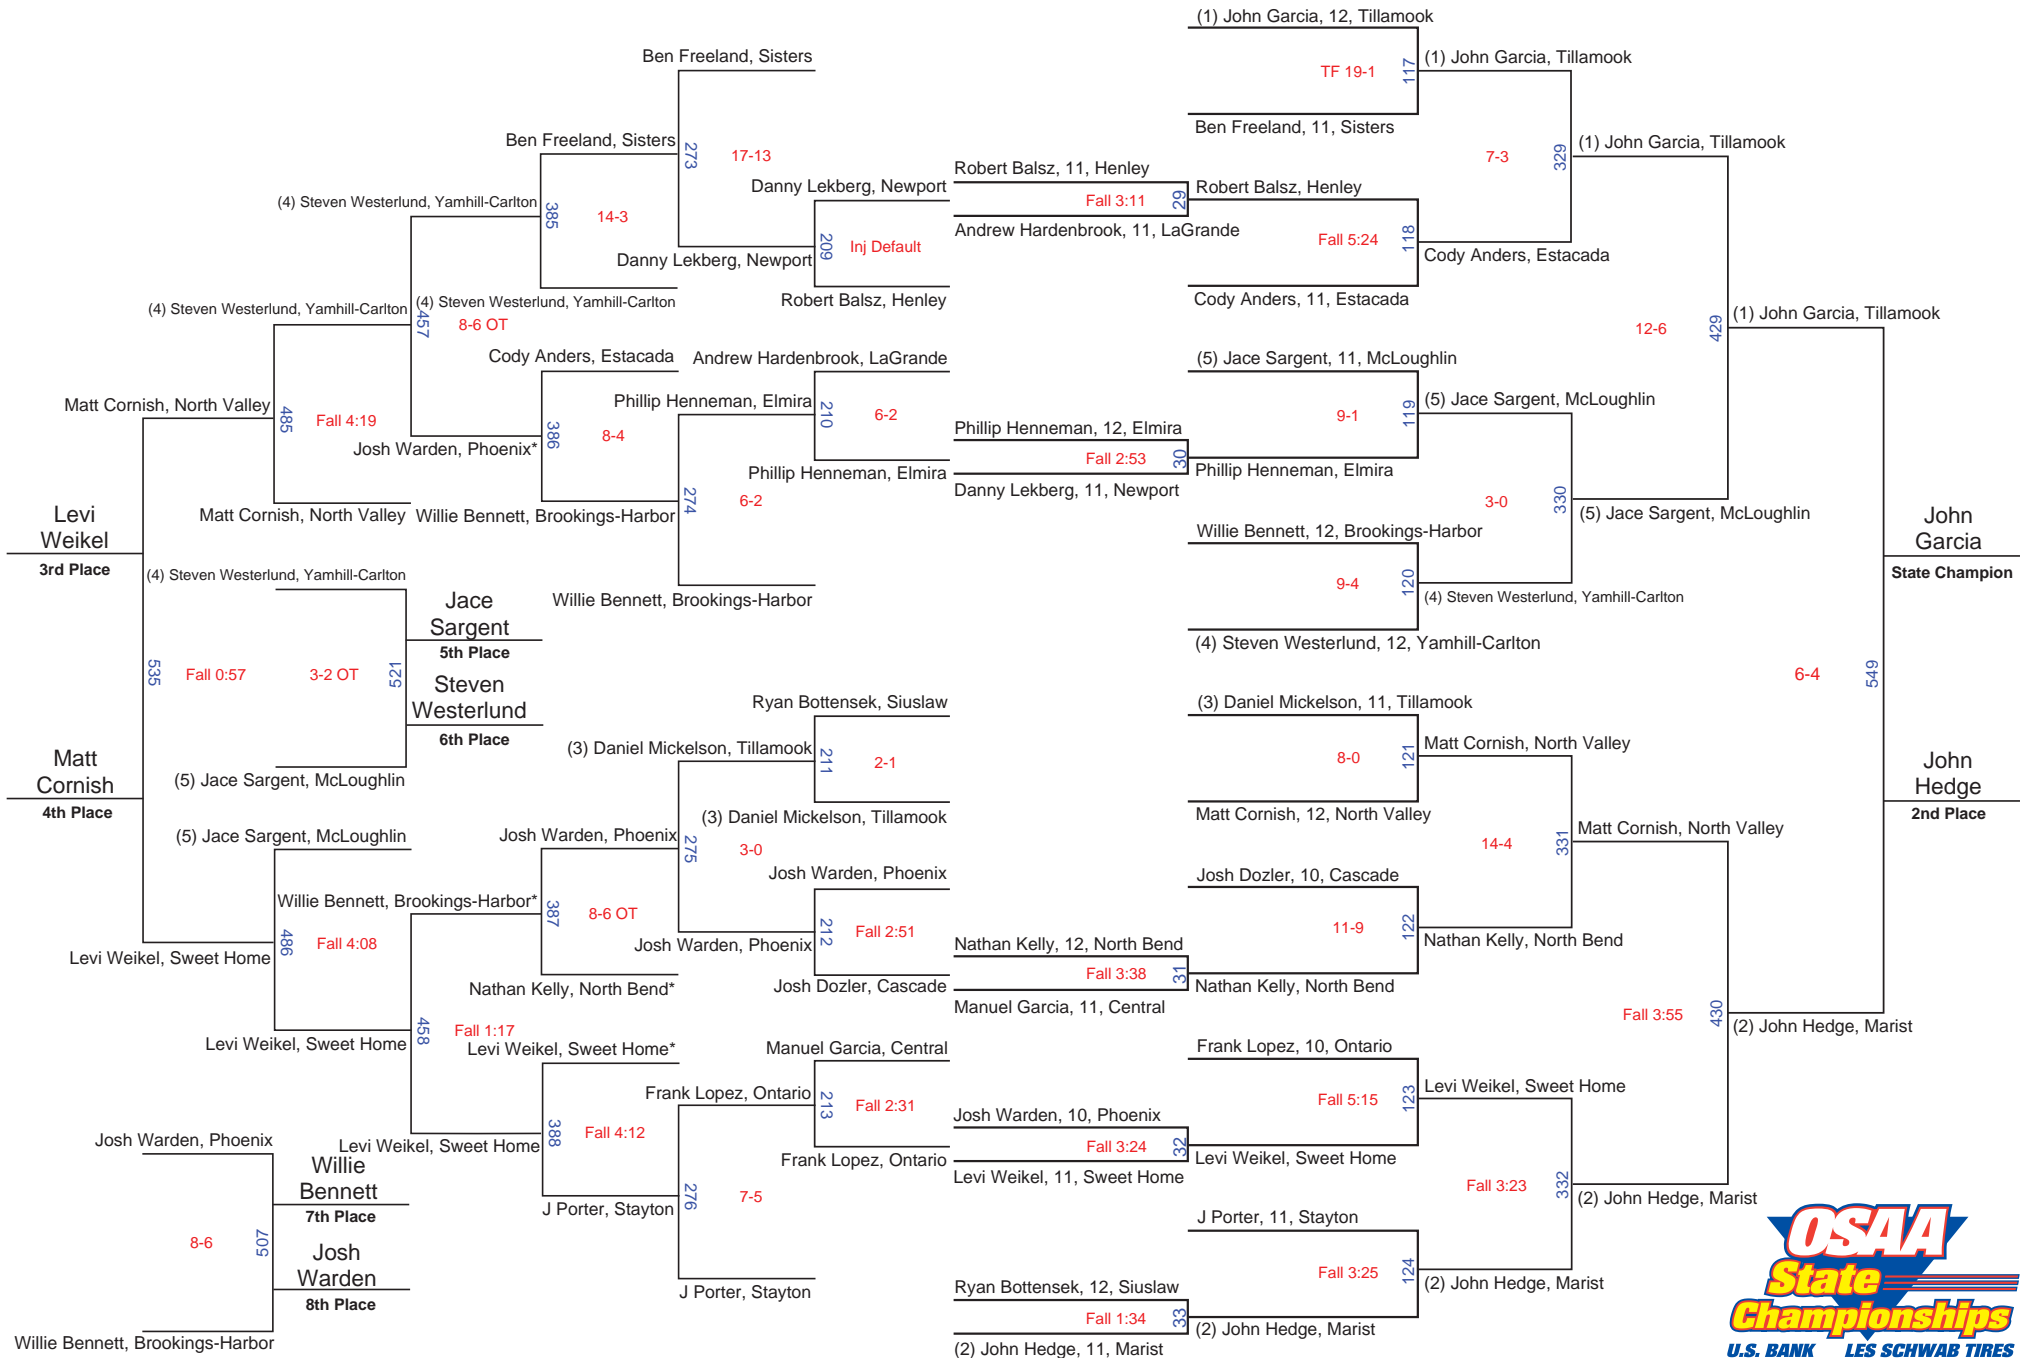 (1) John Garcia, 12, Tillamook
Ben Freeland, Sisters
TF 19-1
117
(1) John Garcia, Tillamook
Ben Freeland, 11, Sisters
Ben Freeland, Sisters
273
17-13
7-3
329
(1) John Garcia, Tillamook
Robert Balsz, 11, Henley
Danny Lekberg, Newport
Fall 3:11
29
Robert Balsz, Henley
(4) Steven Westerlund, Yamhill-Carlton
385
14-3
Andrew Hardenbrook, 11, LaGrande
209
Inj Default
Fall 5:24
118
Danny Lekberg, Newport
Cody Anders, Estacada
Robert Balsz, Henley
Cody Anders, 11, Estacada
(4) Steven Westerlund, Yamhill-Carlton
(4) Steven Westerlund, Yamhill-Carlton
457
8-6 OT
12-6
429
(1) John Garcia, Tillamook
Cody Anders, Estacada
Andrew Hardenbrook, LaGrande
(5) Jace Sargent, 11, McLoughlin
Matt Cornish, North Valley
485
Fall 4:19
Phillip Henneman, Elmira
210
6-2
9-1
119
(5) Jace Sargent, McLoughlin
386
8-4
Josh Warden, Phoenix*
Phillip Henneman, 12, Elmira
Fall 2:53
30
Phillip Henneman, Elmira
Phillip Henneman, Elmira
Danny Lekberg, 11, Newport
274
6-2
3-0
330
Matt Cornish, North Valley
Willie Bennett, Brookings-Harbor
(5) Jace Sargent, McLoughlin
Levi
Weikel
3rd Place
Willie Bennett, 12, Brookings-Harbor
John
Garcia
State Champion
(4) Steven Westerlund, Yamhill-Carlton
9-4
120
(4) Steven Westerlund, Yamhill-Carlton
Willie Bennett, Brookings-Harbor
Jace
Sargent
5th Place
(4) Steven Westerlund, 12, Yamhill-Carlton
535
Fall 0:57
3-2 OT
521
6-4
549
Steven
Westerlund
6th Place
Ryan Bottensek, Siuslaw
(3) Daniel Mickelson, 11, Tillamook
(3) Daniel Mickelson, Tillamook
211
2-1
8-0
121
Matt Cornish, North Valley
Matt
Cornish
4th Place
(5) Jace Sargent, McLoughlin
John
Hedge
2nd Place
(3) Daniel Mickelson, Tillamook
Matt Cornish, 12, North Valley
(5) Jace Sargent, McLoughlin
Josh Warden, Phoenix
275
3-0
14-4
331
Matt Cornish, North Valley
Josh Warden, Phoenix
Josh Dozler, 10, Cascade
Willie Bennett, Brookings-Harbor*
387
8-6 OT
212
Fall 2:51
11-9
122
486
Fall 4:08
Josh Warden, Phoenix
Nathan Kelly, 12, North Bend
Nathan Kelly, North Bend
Levi Weikel, Sweet Home
Fall 3:38
31
Nathan Kelly, North Bend*
Josh Dozler, Cascade
Nathan Kelly, North Bend
Manuel Garcia, 11, Central
458
Fall 1:17
Fall 3:55
430
(2) John Hedge, Marist
Levi Weikel, Sweet Home
Levi Weikel, Sweet Home*
Manuel Garcia, Central
Frank Lopez, 10, Ontario
Frank Lopez, Ontario
213
Fall 2:31
Fall 5:15
123
Levi Weikel, Sweet Home
Josh Warden, 10, Phoenix
Josh Warden, Phoenix
Levi Weikel, Sweet Home
388
Fall 4:12
Fall 3:24
32
Levi Weikel, Sweet Home
Frank Lopez, Ontario
Levi Weikel, 11, Sweet Home
Willie
Bennett
7th Place
276
7-5
Fall 3:23
332
(2) John Hedge, Marist
J Porter, Stayton
J Porter, 11, Stayton
8-6
507
Josh
Warden
8th Place
Fall 3:25
124
(2) John Hedge, Marist
J Porter, Stayton
Ryan Bottensek, 12, Siuslaw
Fall 1:34
33
(2) John Hedge, Marist
Willie Bennett, Brookings-Harbor
(2) John Hedge, 11, Marist
OSAA
State
Championships
U.S. BANK LES SCHWAB TIRES